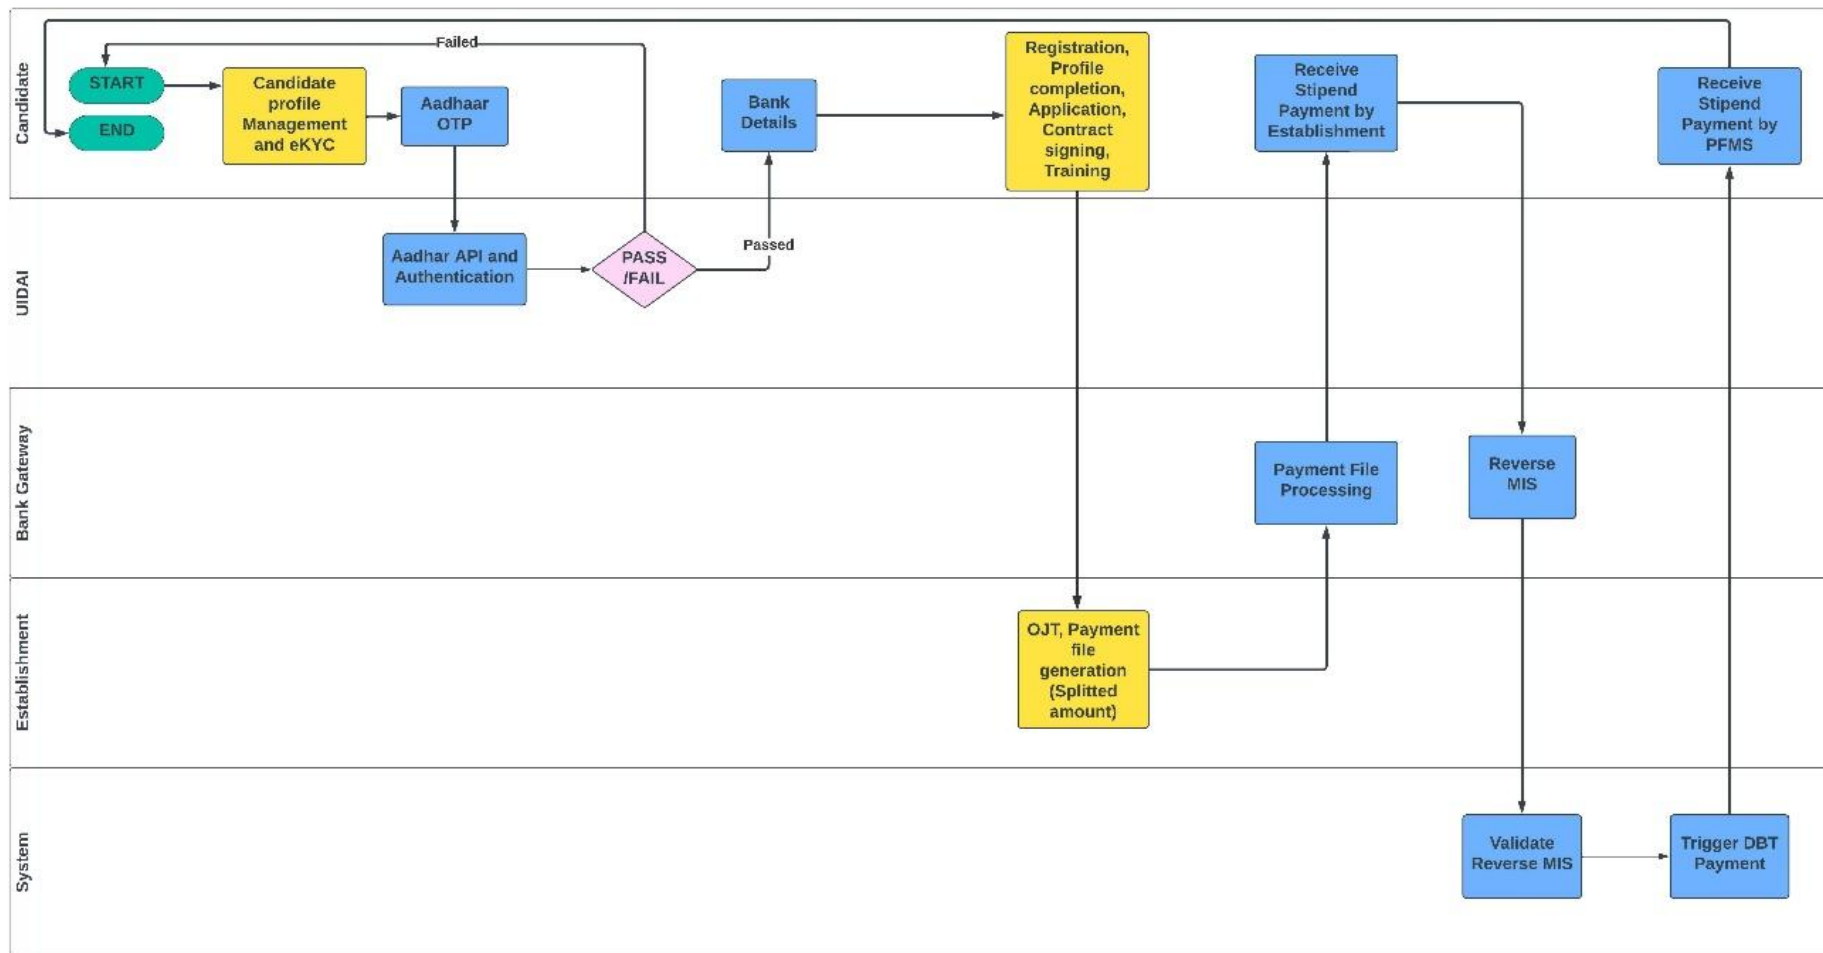 Candidate
START
END
Failed
Candidate
profile
Management
and eKYC
Aadhaar
OTP
Bank
Details
Registration,
Profile
completion,
Application,
Contract
signing,
Training
Receive
Stipend
Payment by
Establishment
Receive
Stipend
Payment by
PFMS
UIDAI
Aadhar API and
Authentication
PASS
/FAIL
Passed
Bank Gateway
Payment File
Processing
Reverse
MIS
Establishment
OJT, Payment
file
generation
(Splitted
amount)
System
Validate
Reverse MIS
Trigger DBT
Payment